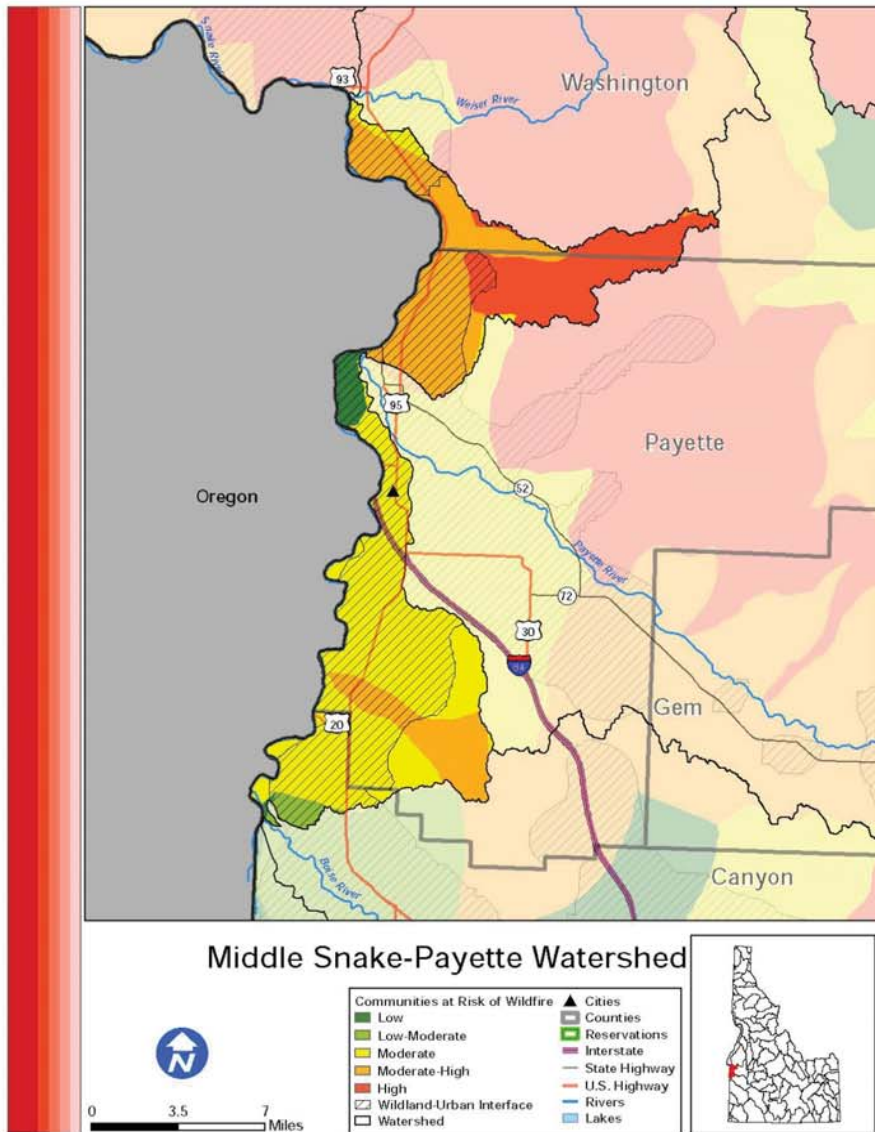 Snake River
93
Weiser River
Washington
95
Payette
Oregon
52
Payette River
72
30
Gem
20
Boise River
Canyon
Middle Snake-Payette Watershed
Communities at Risk of Wildfire
Low
Low-Moderate
Moderate
Moderate-High
High
Wildland-Urban Interface
Watershed
Cities
Counties
Reservations
Interstate
State Highway
U.S. Highway
Rivers
Lakes
N
0 3.5 7
Miles